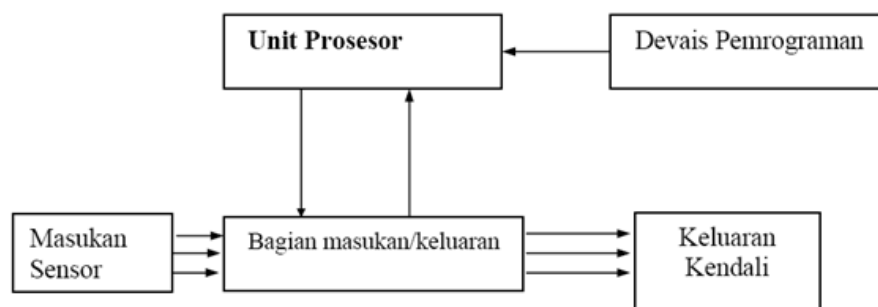 Unit Prosesor
Devais Pemrograman
Masukan
Sensor
Bagian masukan/keluaran
Keluaran
Kendali